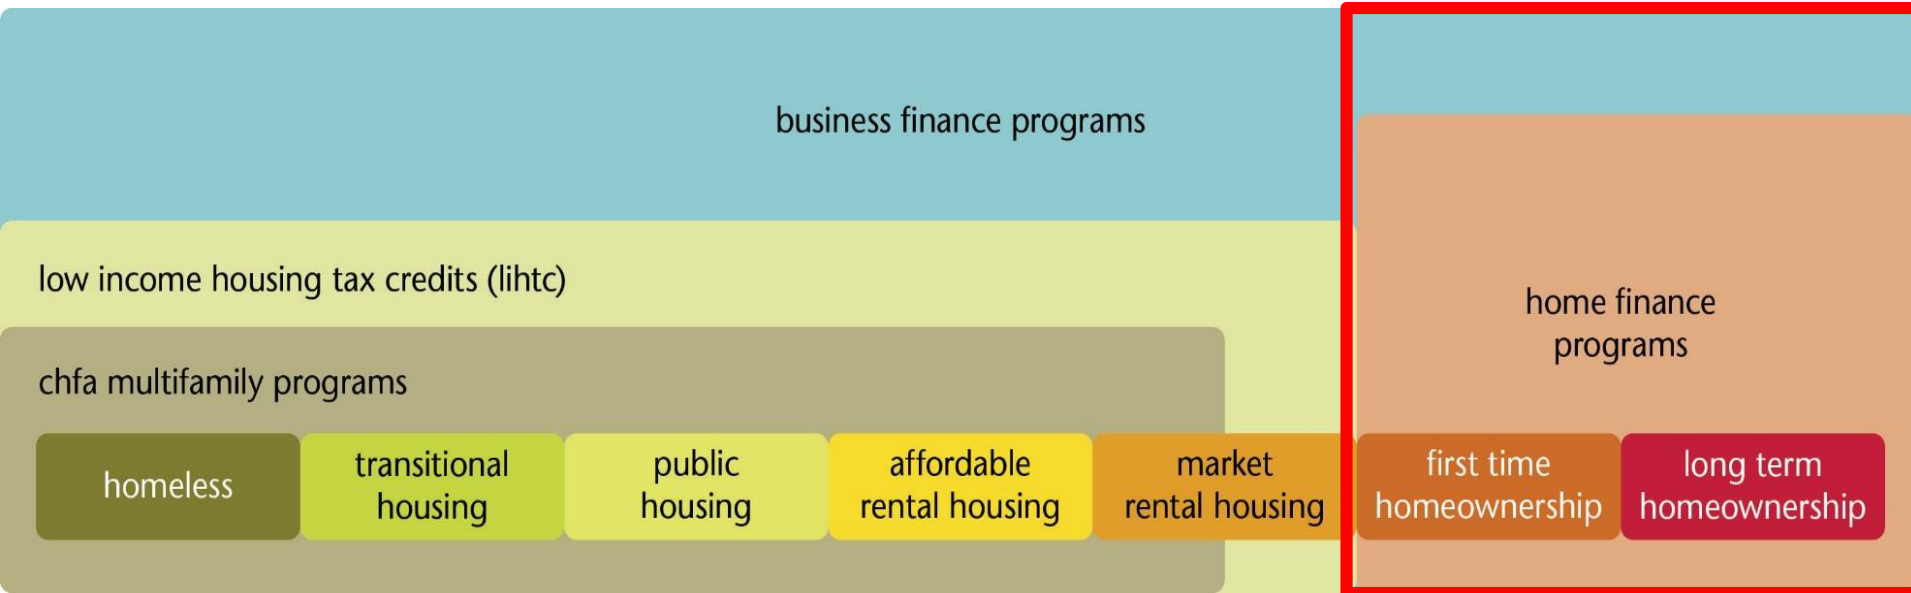 business finance programs
low income housing tax credits (lihtc)
home finance
programs
chfa multifamily programs
homeless
transitional
housing
public
housing
affordable
rental housing
market
rental housing
first time
homeownership
long term
homeownership